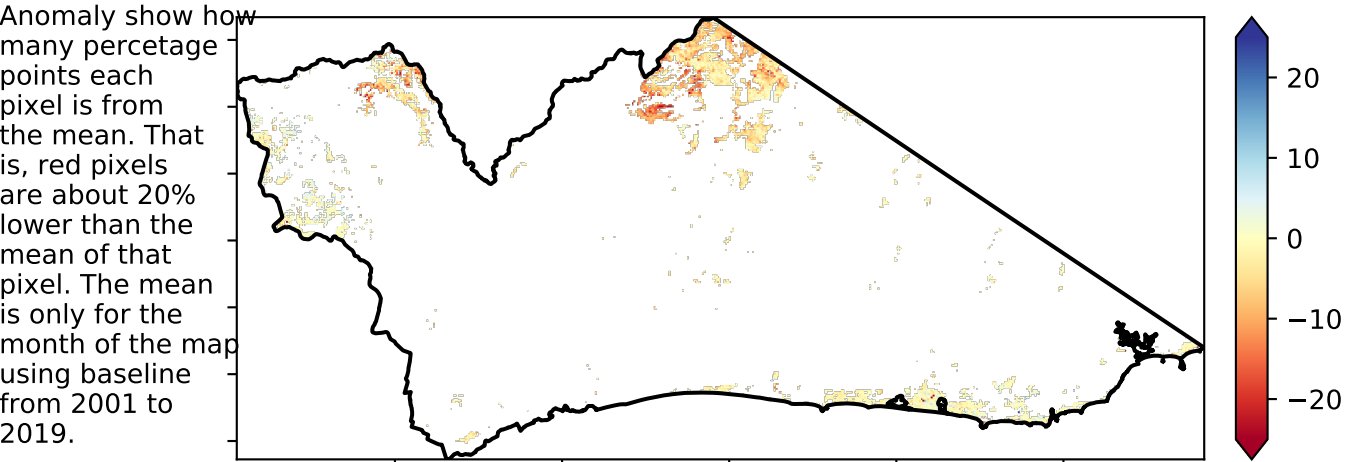 Anomaly show how
many percetage
points each
pixel is from
the mean. That
is, red pixels
are about 20%
lower than the
mean of that
pixel. The mean
is only for the
month of the map
using baseline
from 2001 to
2019.
20
10
0
−10
−20